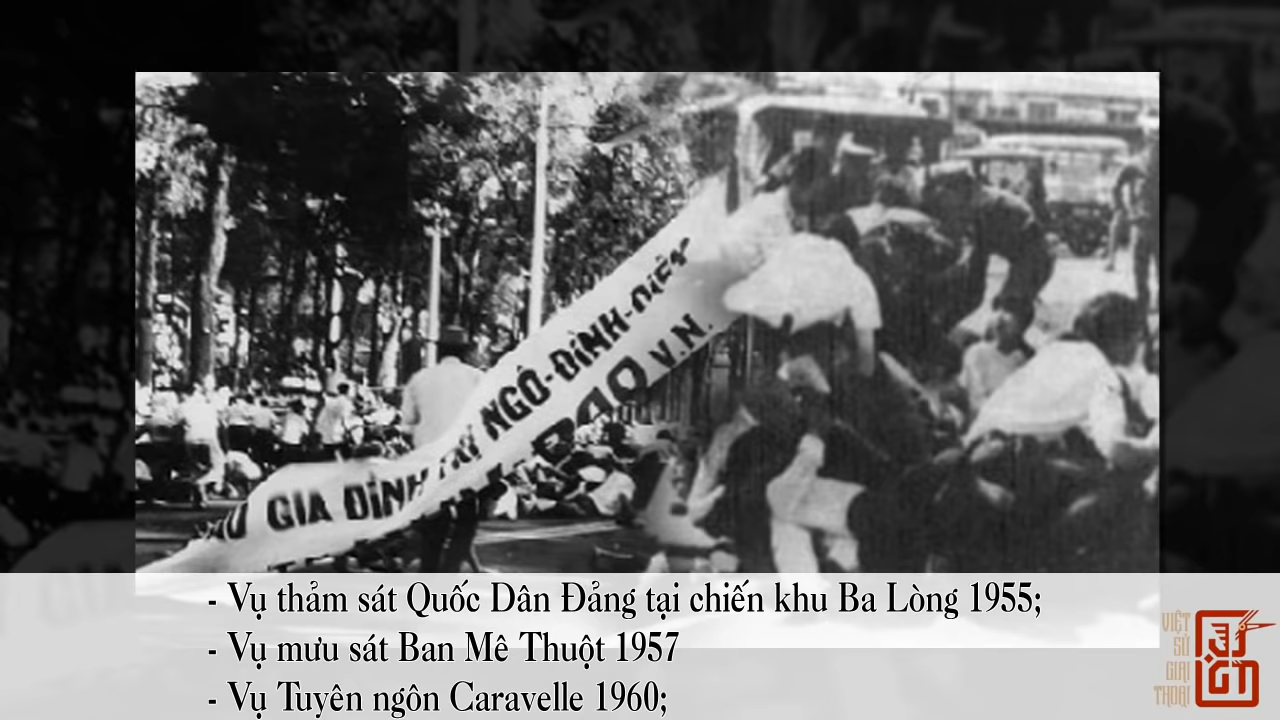 GIA ĐÌNH NGÔ-ĐÌNH-DIỆM
V.N.
- Vụ thảm sát Quốc Dân Đảng tại chiến khu Ba Lòng 1955;
- Vụ mưu sát Ban Mê Thuột 1957
- Vụ Tuyên ngôn Caravelle 1960;
VIỆT
SỬ
GIAI
THOẠI